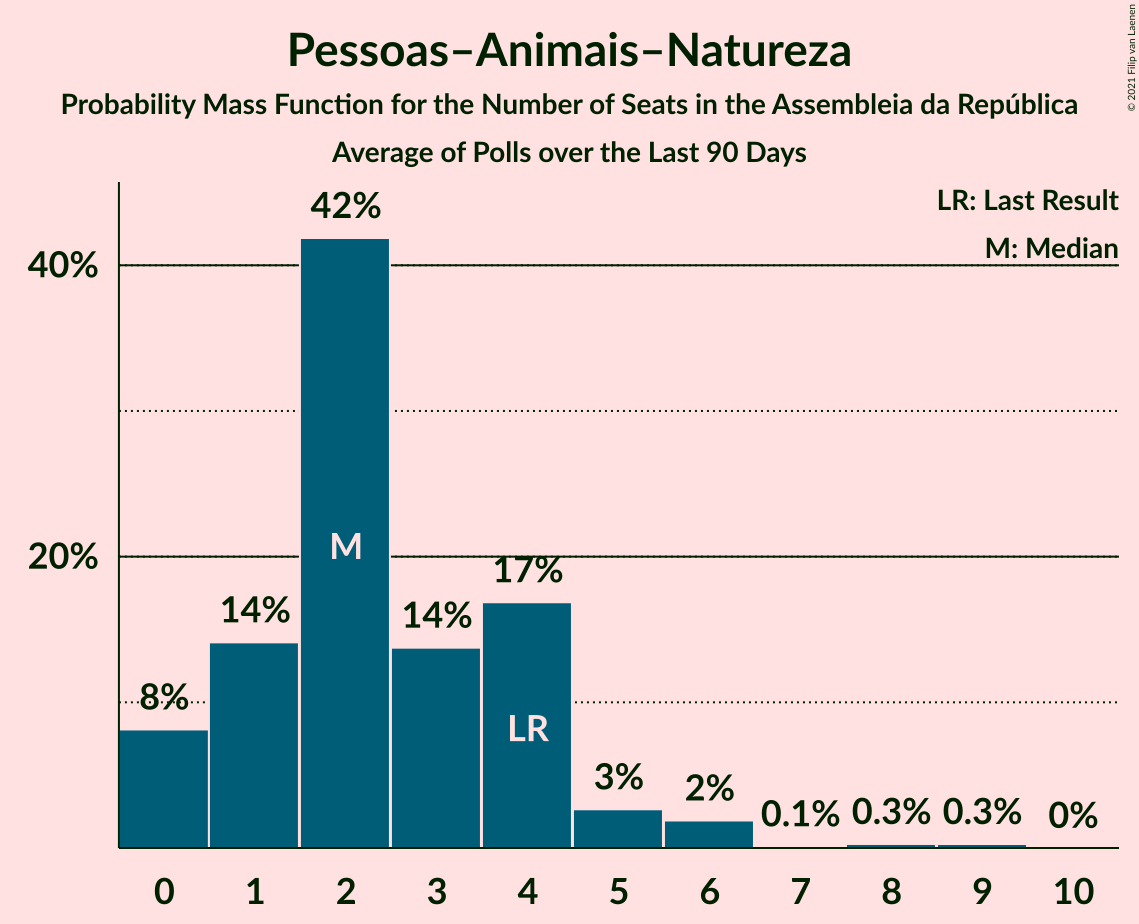 Pessoas–Animais–Natureza
Probability Mass Function for the Number of Seats in the Assembleia da República
Average of Polls over the Last 90 Days
© 2021 Filip van Laenen
LR: Last Result
M: Median
42%
40%
M
20%
17%
14%
14%
8%
LR
3%
2%
0.1%
0.3%
0.3%
0%
0 1 2 3 4 5 6 7 8 9 10